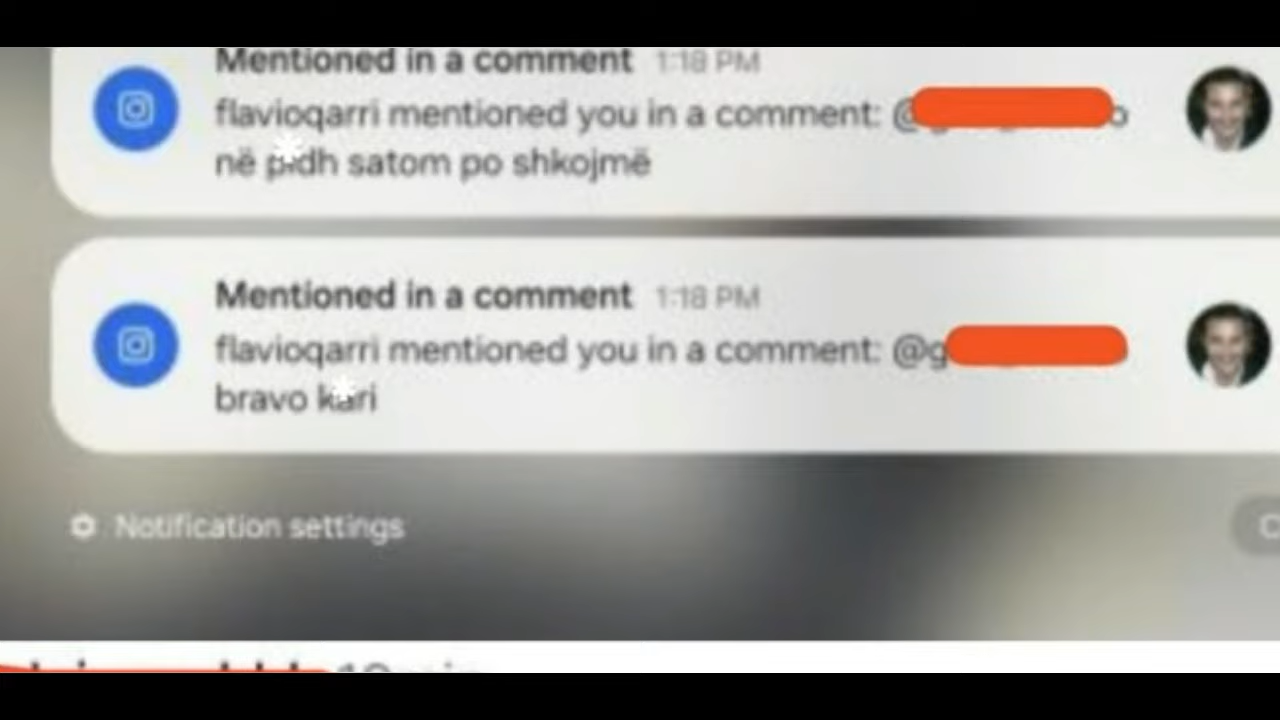 Mentioned in a comment 1:18 PM
flavioqarri mentioned you in a comment: @
në pidh satom po shkojmë
Mentioned in a comment 1:18 PM
flavioqarri mentioned you in a comment: @g
bravo kari
Notification settings